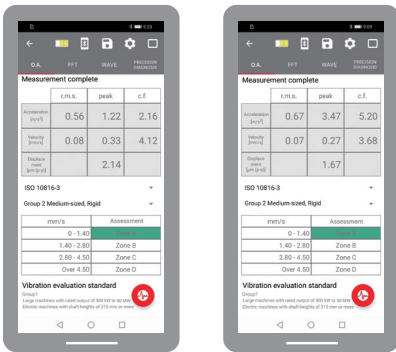 9:23
O.A. FFT WAVE PRECISION DIAGNOSIS
Measurement complete
r.m.s. peak c.f.
Acceleration [m/s²] 0.56 1.22 2.16
Velocity [mm/s] 0.08 0.33 4.12
Displacement [μm (p-p)] 2.14
ISO 10816-3
Group 2 Medium-sized, Rigid
mm/s Assessment
0 - 1.40 Zone A
1.40 - 2.80 Zone B
2.80 - 4.50 Zone C
Over 4.50 Zone D
Vibration evaluation standard
Group1
Large machines with rated output of 300 kW to 50 MW
Electric machines with shaft heights of 315 mm or more
9:09
O.A. FFT WAVE PRECISION DIAGNOSIS
Measurement complete
r.m.s. peak c.f.
Acceleration [m/s²] 0.67 3.47 5.20
Velocity [mm/s] 0.07 0.27 3.68
Displacement [μm (p-p)] 1.67
ISO 10816-3
Group 2 Medium-sized, Rigid
mm/s Assessment
0 - 1.40 Zone A
1.40 - 2.80 Zone B
2.80 - 4.50 Zone C
Over 4.50 Zone D
Vibration evaluation standard
Group1
Large machines with rated output of 300 kW to 50 MW
Electric machines with shaft heights of 315 mm or more